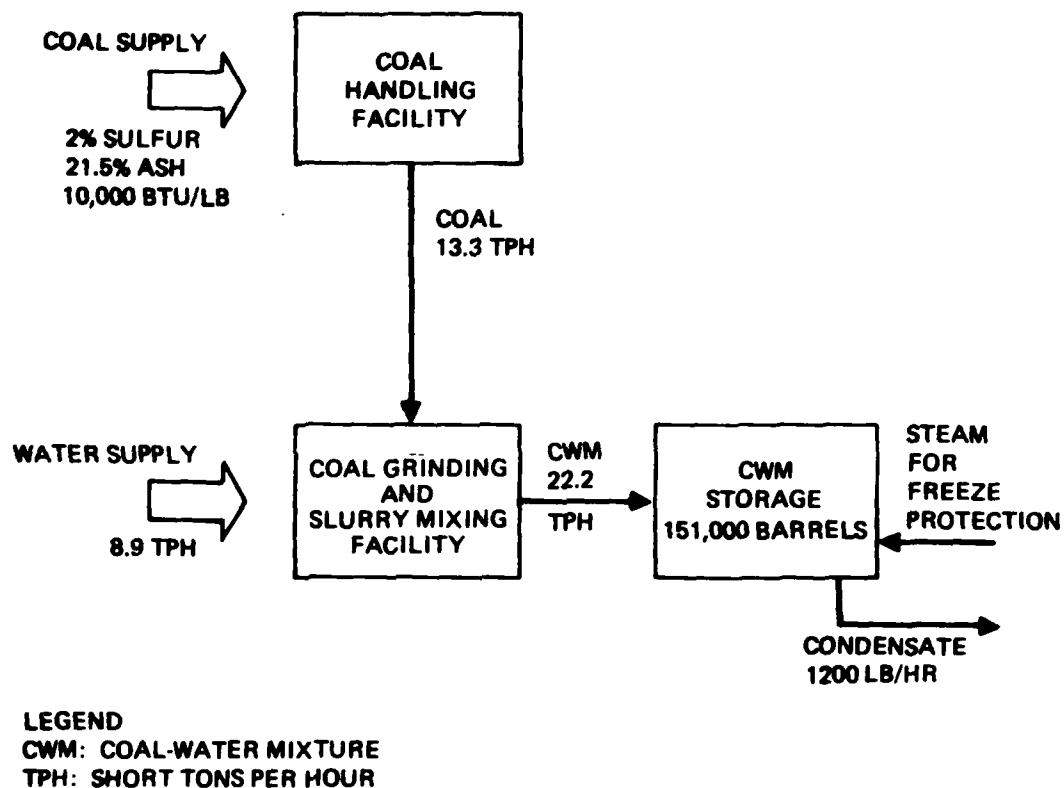 COAL SUPPLY
2% SULFUR
21.5% ASH
10,000 BTU/LB
COAL
HANDLING
FACILITY
COAL
13.3 TPH
WATER SUPPLY
8.9 TPH
COAL GRINDING
AND
SLURRY MIXING
FACILITY
CWM
22.2
TPH
CWM
STORAGE
151,000 BARRELS
STEAM
FOR
FREEZE
PROTECTION
CONDENSATE
1200 LB/HR
LEGEND
CWM: COAL-WATER MIXTURE
TPH: SHORT TONS PER HOUR